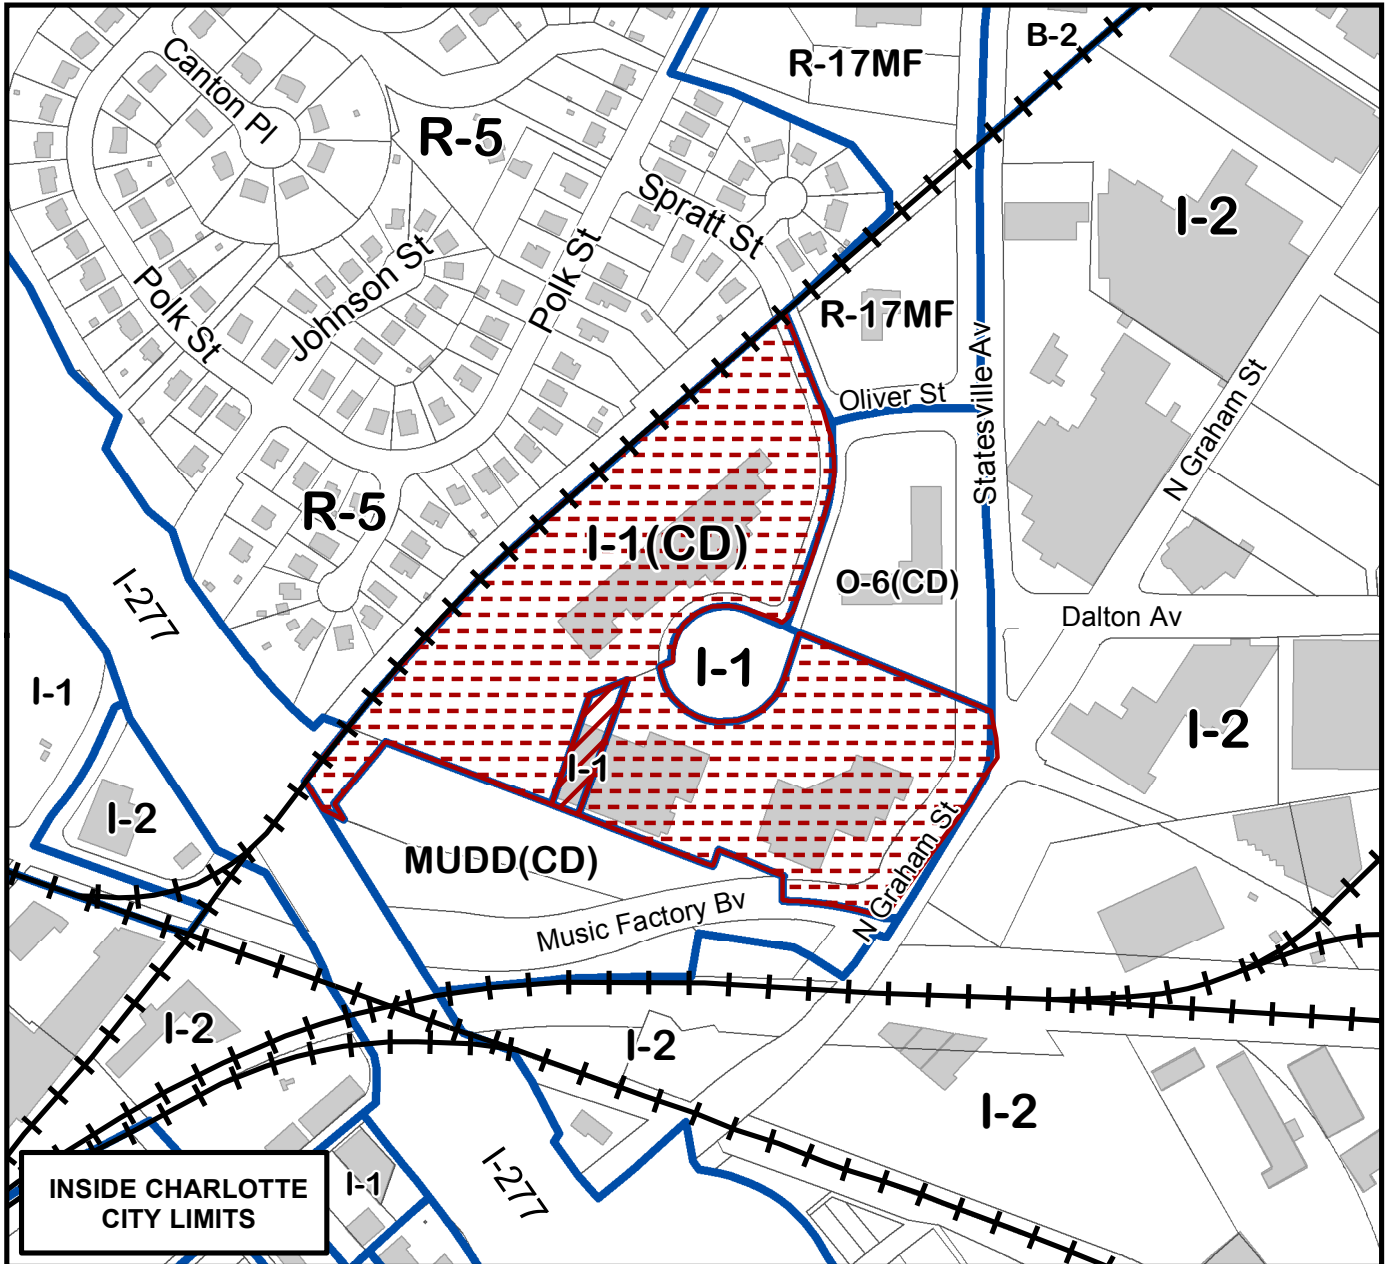 B-2
R-17MF
Canton Pl
R-5
Spratt St
I-2
Polk St
Johnson St
Polk St
R-17MF
Statesville Av
N Graham St
Oliver St
R-5
I-1(CD)
O-6(CD)
I-277
Dalton Av
I-1
I-1
I-2
I-1
I-2
MUDD(CD)
N Graham St
Music Factory Bv
I-2
I-2
I-2
I-277
I-1
INSIDE CHARLOTTE
CITY LIMITS